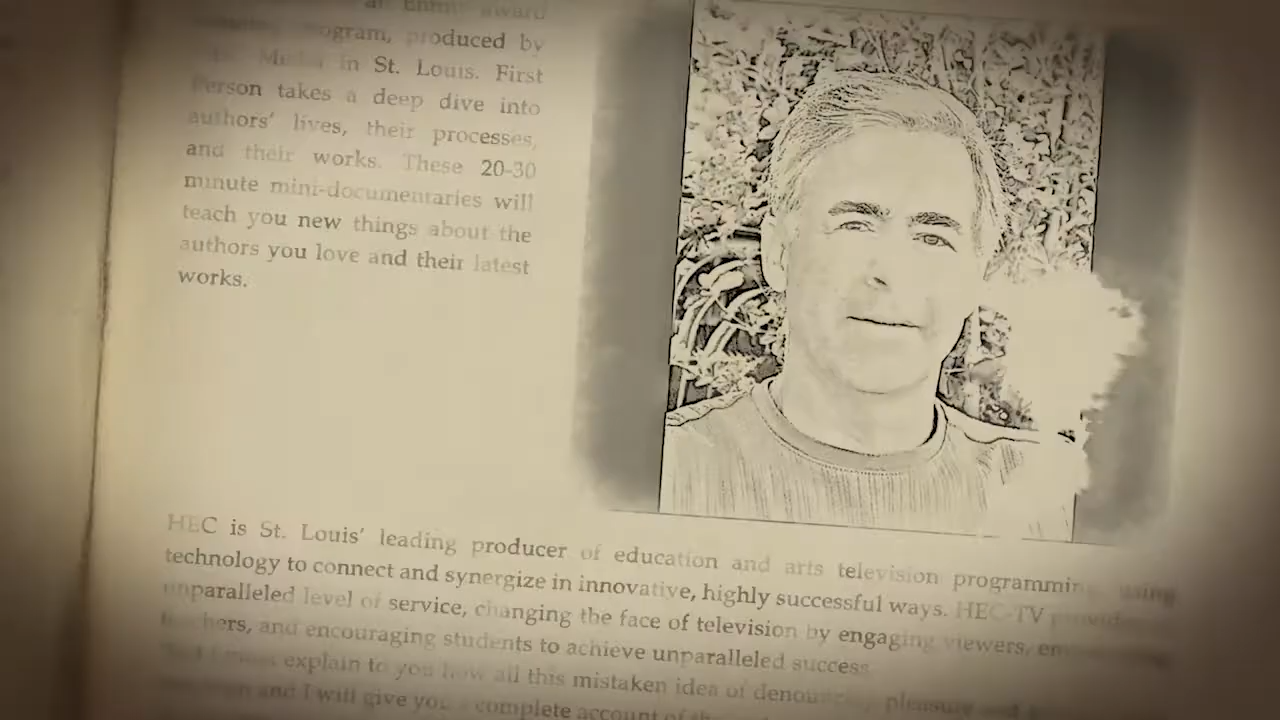 award
produced by
in St. Louis. First
Person takes a deep dive into
authors' lives, their processes,
and their works. These 20-30
minute mini-documentaries will
teach you new things about the
authors you love and their latest
works.
HEC is St. Louis' leading producer of education and arts television programming, using
technology to connect and synergize in innovative, highly successful ways. HEC-TV
unparalleled level of service, changing the face of television by engaging viewers,
and encouraging students to achieve unparalleled success.
explain to you how all this mistaken idea of pleasure and
and I will give you a complete account of